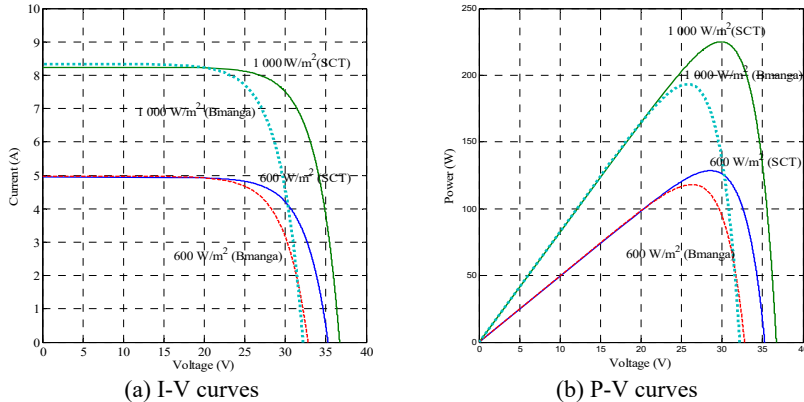 10
9
8
7
6
5
4
3
2
1
0
Current (A)
0 5 10 15 20 25 30 35 40
Voltage (V)
1 000 W/m² (SCT)
1 000 W/m² (Bmanga)
600 W/m² (SCT)
600 W/m² (Bmanga)
(a) I-V curves
250
200
150
100
50
0
Power (W)
0 5 10 15 20 25 30 35 40
Voltage (V)
1 000 W/m² (SCT)
1 000 W/m² (Bmanga)
600 W/m² (SCT)
600 W/m² (Bmanga)
(b) P-V curves